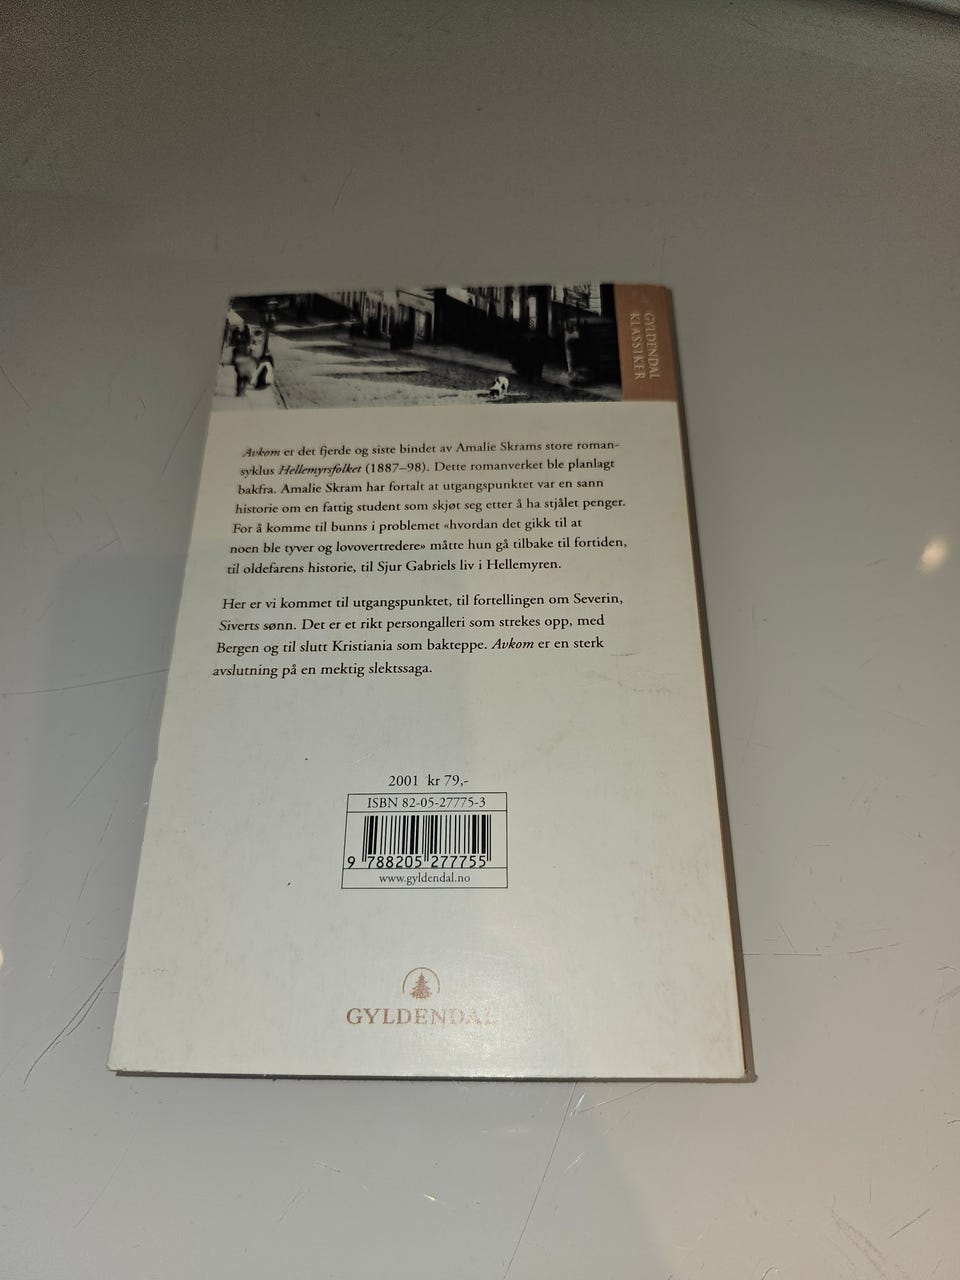 GYLDENDAL
KLASSIKER
Avkom er det fjerde og siste bindet av Amalie Skrams store roman-
syklus Hellemyrsfolket (1887–98). Dette romanverket ble planlagt
bakfra. Amalie Skram har fortalt at utgangspunktet var en sann
historie om en fattig student som skjøt seg etter å ha stjålet penger.
For å komme til bunns i problemet «hvordan det gikk til at
noen ble tyver og lovovertredere» måtte hun gå tilbake til fortiden,
til oldefarens historie, til Sjur Gabriels liv i Hellemyren.
Her er vi kommet til utgangspunktet, til fortellingen om Severin,
Siverts sønn. Det er et rikt persongalleri som strekes opp, med
Bergen og til slutt Kristiania som bakteppe. Avkom er en sterk
avslutning på en mektig slektssaga.
2001 kr 79,-
ISBN 82-05-27775-3
9 788205 277755
www.gyldendal.no
GYLDENDAL